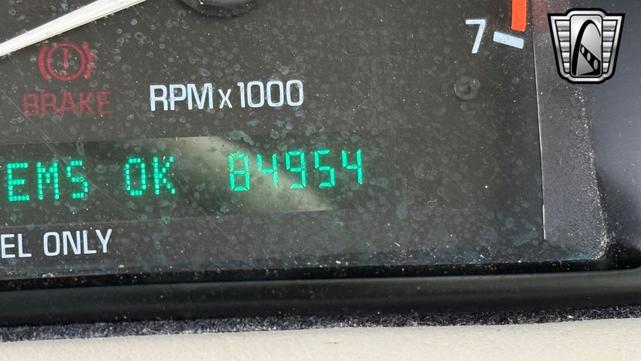 7
BRAKE
RPM x 1000
EMS OK 84954
EL ONLY